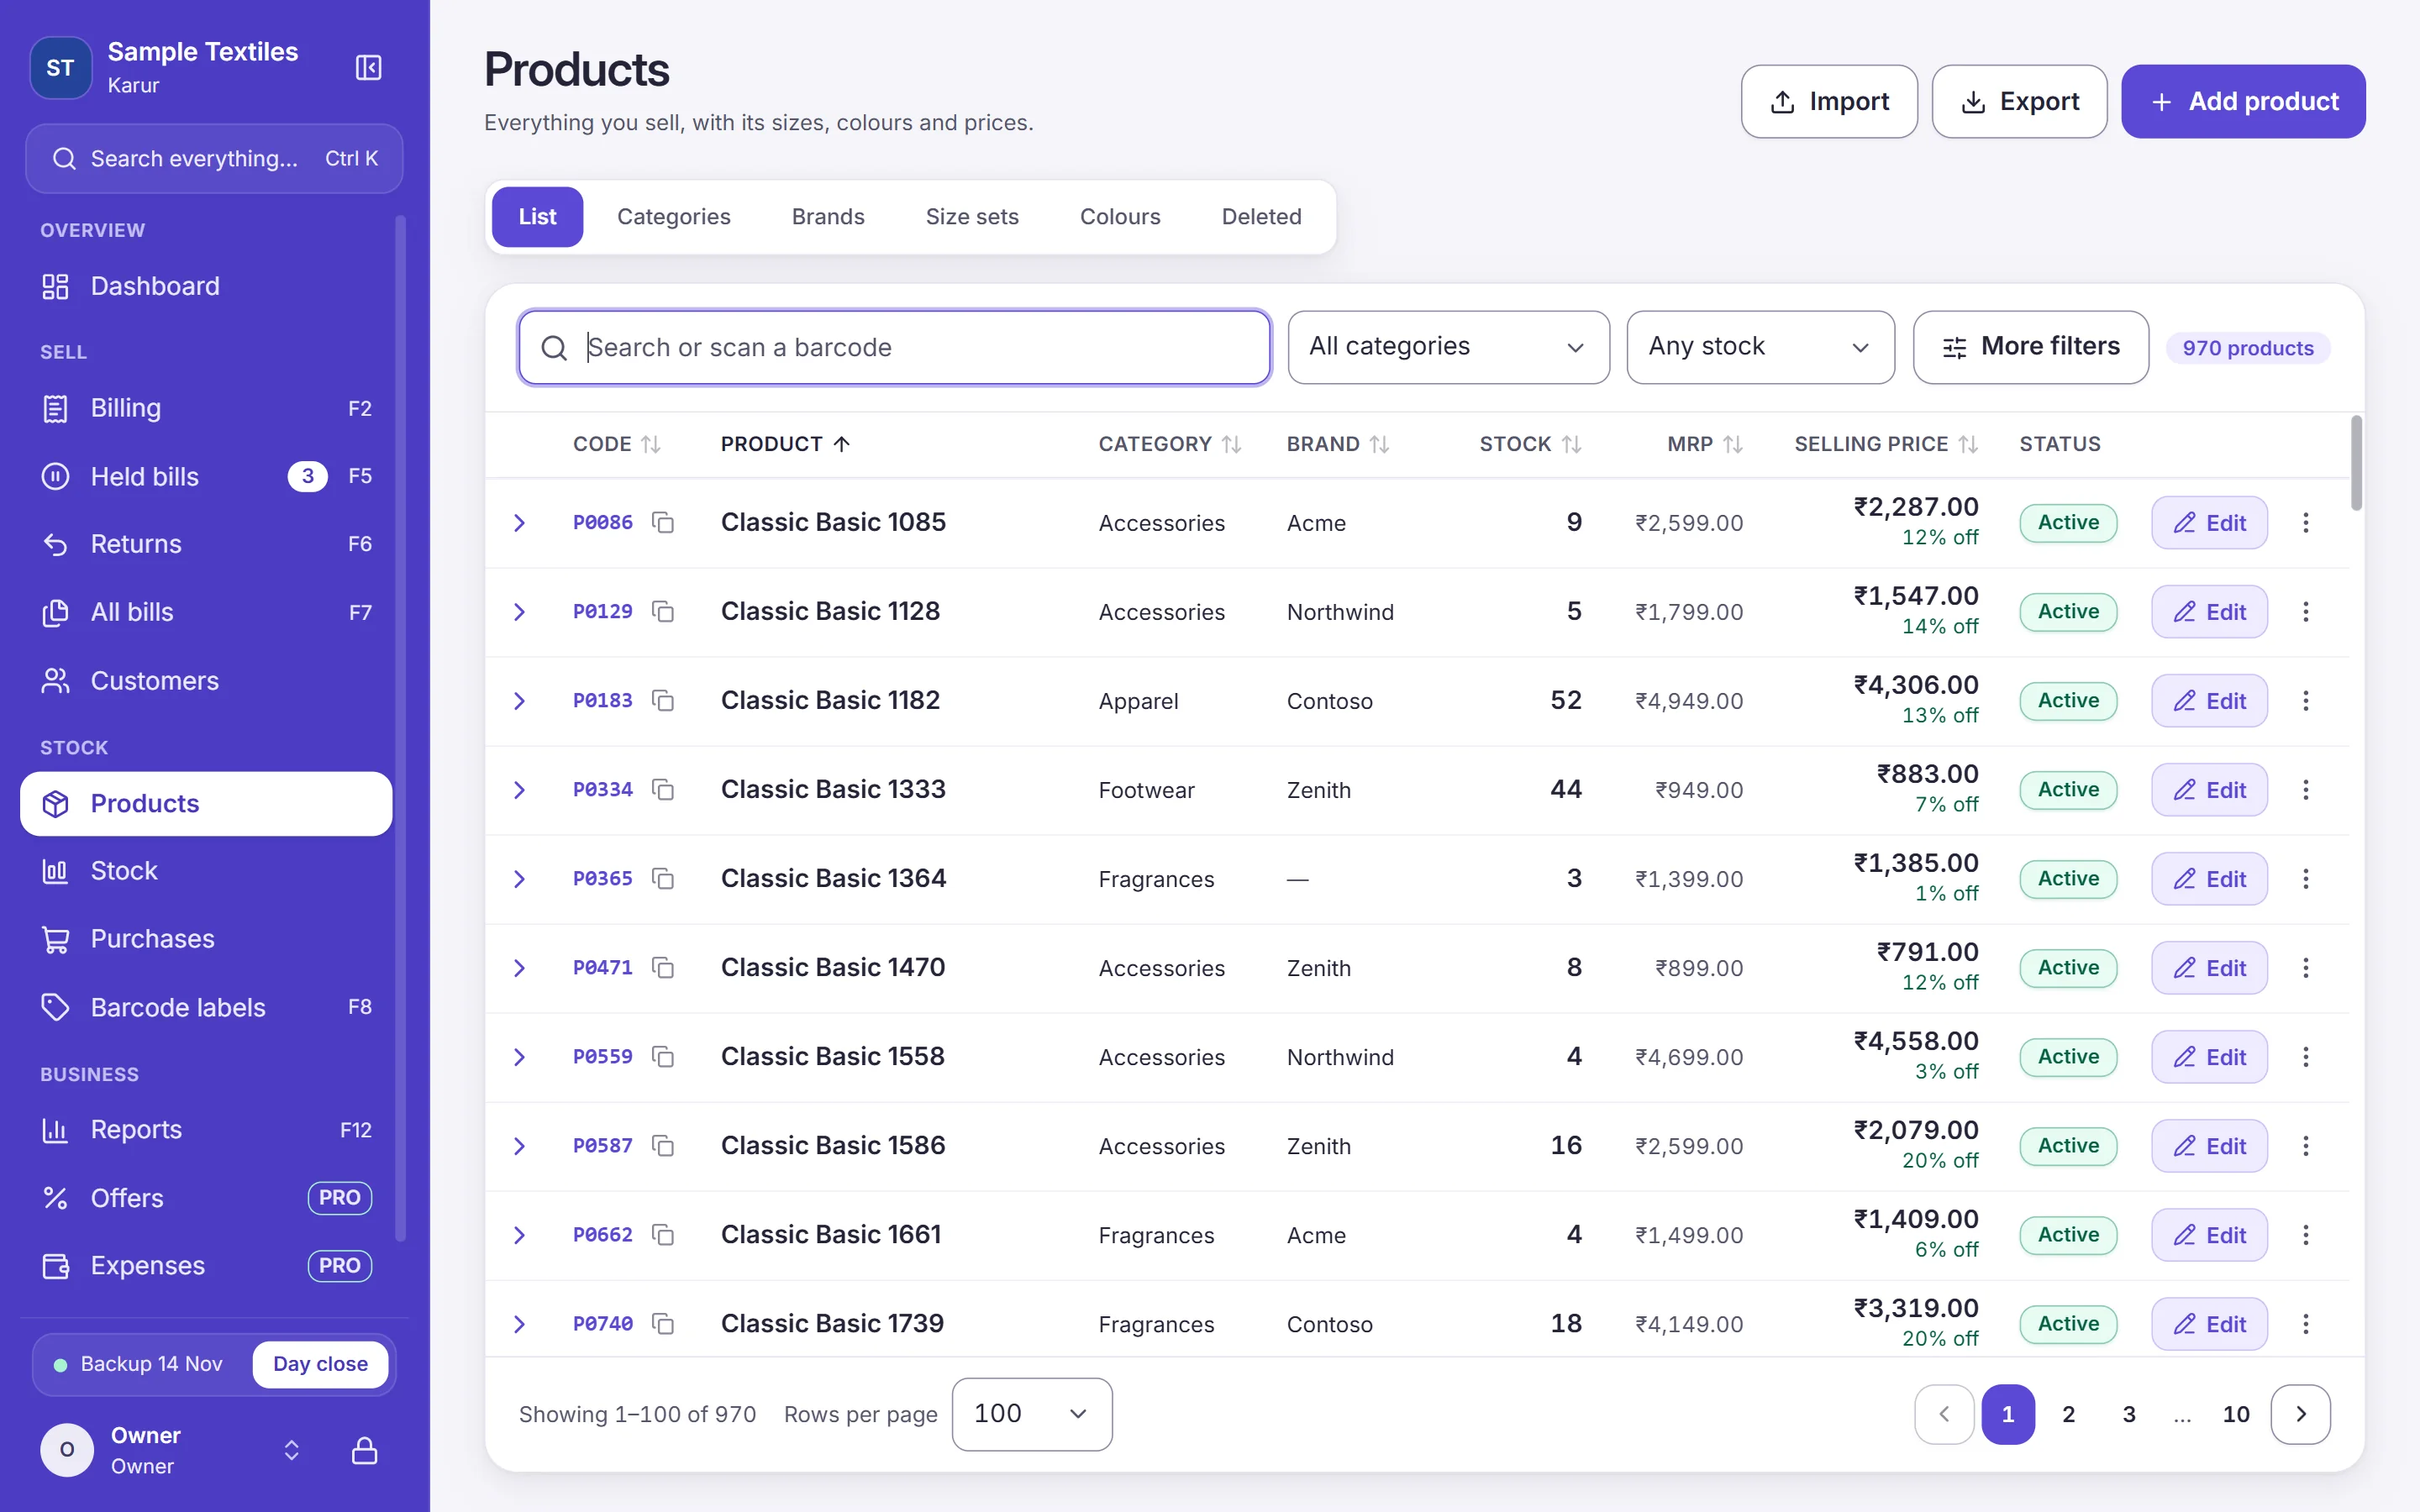 ST
Sample Textiles
Karur
Search everything... Ctrl K
OVERVIEW
Dashboard
SELL
Billing F2
Held bills 3 F5
Returns F6
All bills F7
Customers
STOCK
Products
Stock
Purchases
Barcode labels F8
BUSINESS
Reports F12
Offers PRO
Expenses PRO
Backup 14 Nov Day close
O
Owner
Owner
Products
Everything you sell, with its sizes, colours and prices.
Import Export + Add product
List Categories Brands Size sets Colours Deleted
Search or scan a barcode All categories Any stock More filters 970 products
CODE PRODUCT CATEGORY BRAND STOCK MRP SELLING PRICE STATUS
P0086 Classic Basic 1085 Accessories Acme 9 ₹2,599.00 ₹2,287.00 Active Edit
12% off
P0129 Classic Basic 1128 Accessories Northwind 5 ₹1,799.00 ₹1,547.00 Active Edit
14% off
P0183 Classic Basic 1182 Apparel Contoso 52 ₹4,949.00 ₹4,306.00 Active Edit
13% off
P0334 Classic Basic 1333 Footwear Zenith 44 ₹949.00 ₹883.00 Active Edit
7% off
P0365 Classic Basic 1364 Fragrances — 3 ₹1,399.00 ₹1,385.00 Active Edit
1% off
P0471 Classic Basic 1470 Accessories Zenith 8 ₹899.00 ₹791.00 Active Edit
12% off
P0559 Classic Basic 1558 Accessories Northwind 4 ₹4,699.00 ₹4,558.00 Active Edit
3% off
P0587 Classic Basic 1586 Accessories Zenith 16 ₹2,599.00 ₹2,079.00 Active Edit
20% off
P0662 Classic Basic 1661 Fragrances Acme 4 ₹1,499.00 ₹1,409.00 Active Edit
6% off
P0740 Classic Basic 1739 Fragrances Contoso 18 ₹4,149.00 ₹3,319.00 Active Edit
20% off
Showing 1–100 of 970 Rows per page 100 1 2 3 ... 10